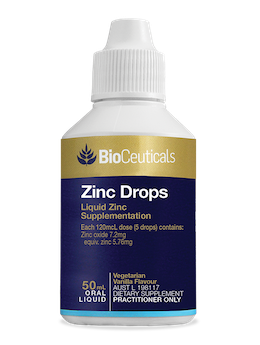 BioCeuticals
Zinc Drops
Liquid Zinc
Supplementation
Each 120mcL dose (5 drops) contains:
Zinc oxide 7.2mg
equiv. zinc 5.76mg
50mL
ORAL
LIQUID
Vegetarian
Vanilla Flavour
AUST L 198117
DIETARY SUPPLEMENT
PRACTITIONER ONLY